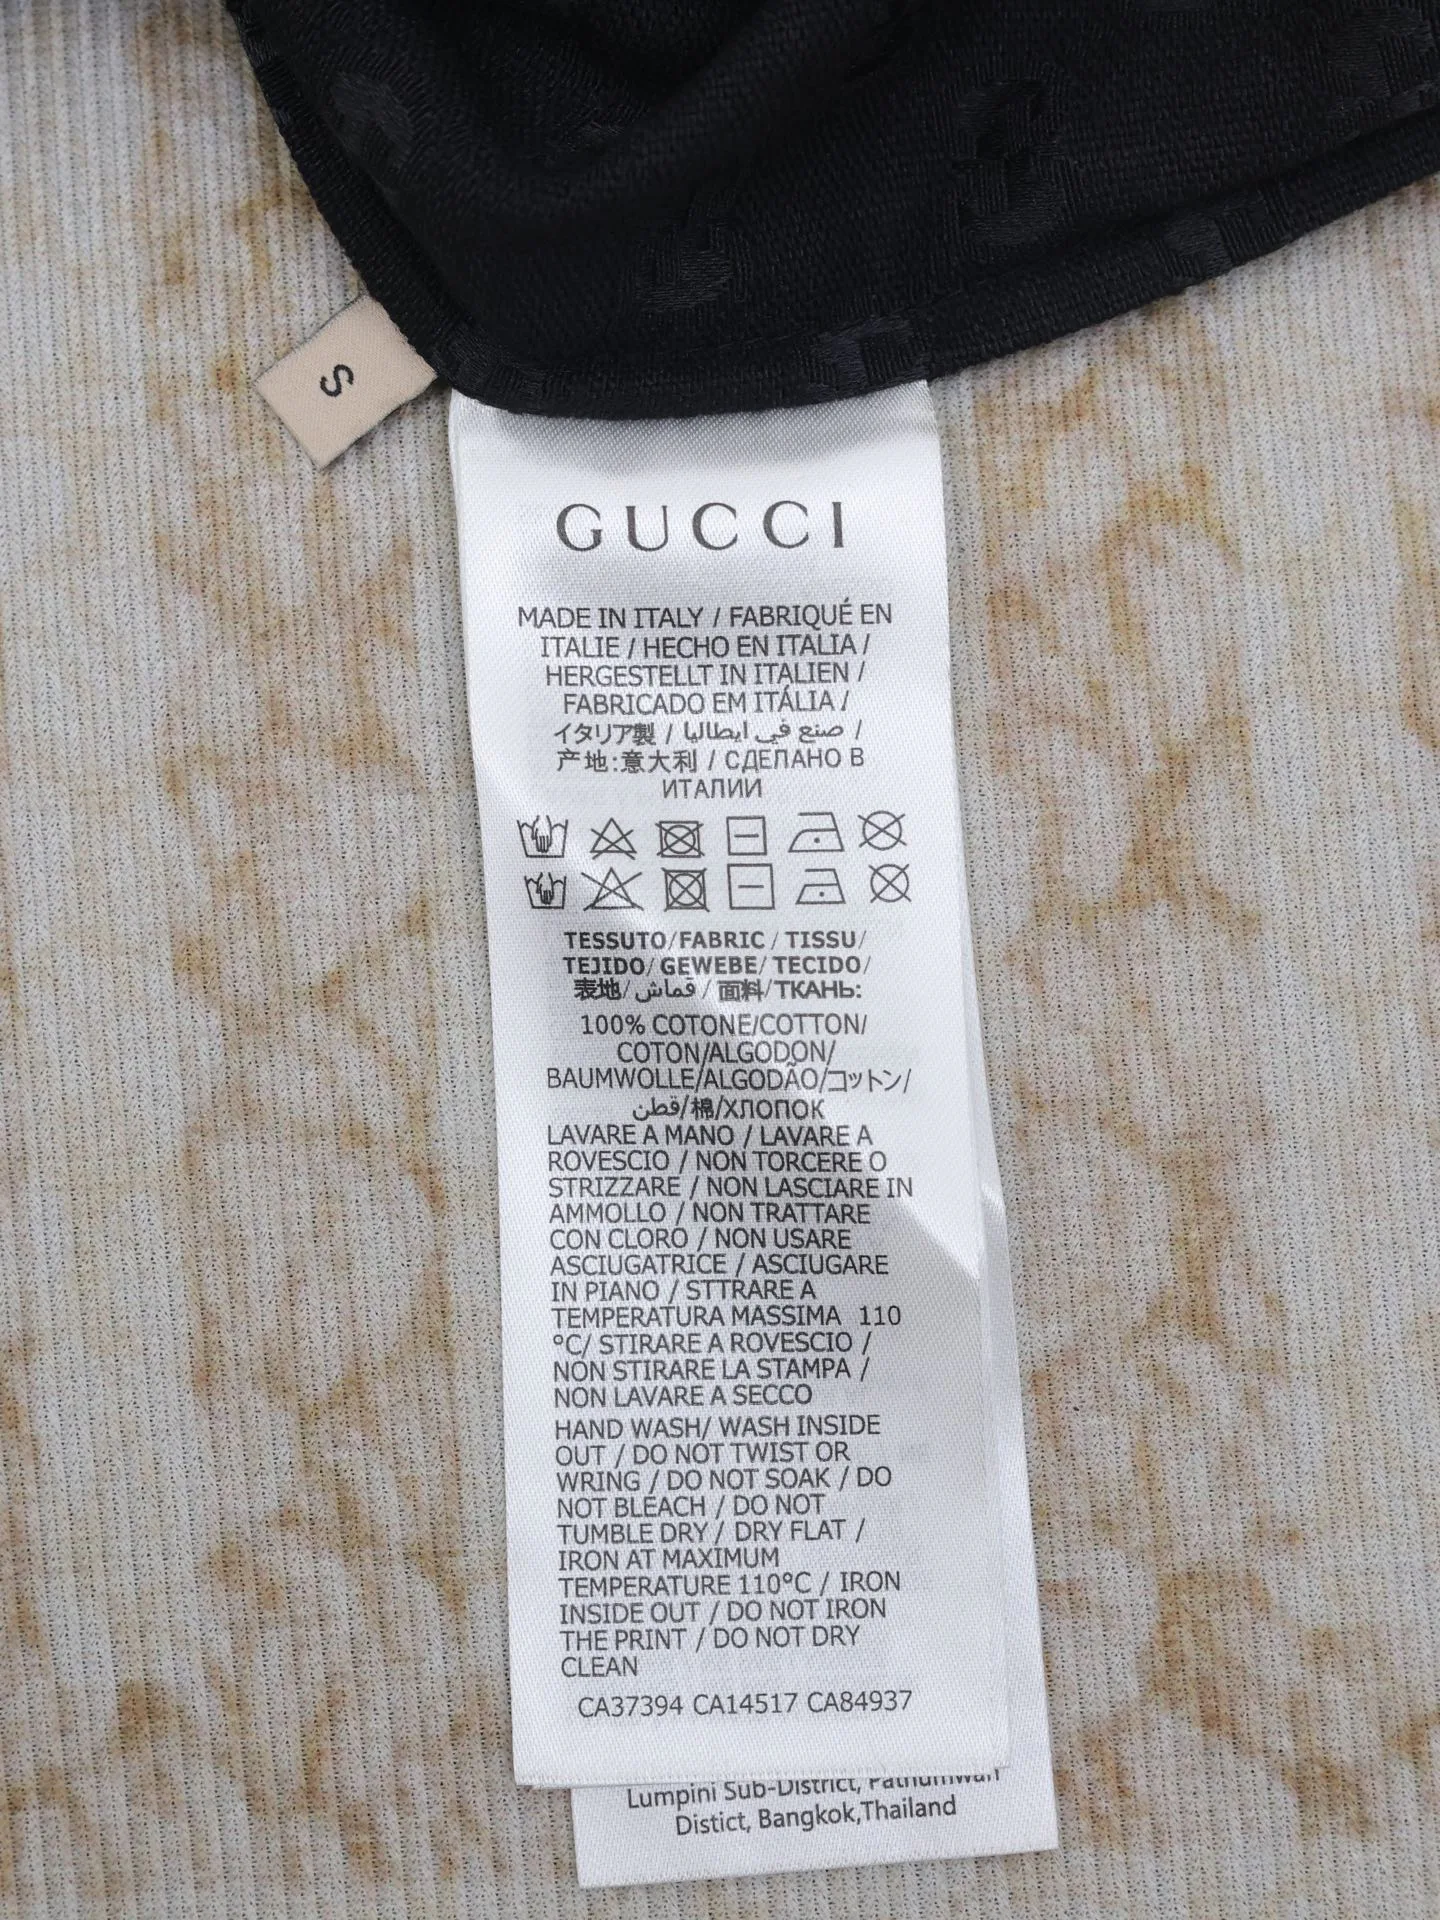 S
GUCCI
MADE IN ITALY / FABRIQUÉ EN
ITALIE / HECHO EN ITALIA /
HERGESTELLT IN ITALIEN /
FABRICADO EM ITÁLIA /
イタリア製 / صنع في ايطاليا /
产地:意大利 / СДЕЛАНО В
ИТАЛИИ
TESSUTO/FABRIC / TISSU/
TEJIDO/ GEWEBE/ TECIDO/
表地/ قماش / 面料/ТКАНЬ:
100% COTONE/COTTON/
COTON/ALGODON/
BAUMWOLLE/ALGODÃO/コットン/
قطن/棉/ХЛОПОК
LAVARE A MANO / LAVARE A
ROVESCIO / NON TORCERE O
STRIZZARE / NON LASCIARE IN
AMMOLLO / NON TRATTARE
CON CLORO / NON USARE
ASCIUGATRICE / ASCIUGARE
IN PIANO / STTRARE A
TEMPERATURA MASSIMA 110
°C/ STIRARE A ROVESCIO /
NON STIRARE LA STAMPA /
NON LAVARE A SECCO
HAND WASH/ WASH INSIDE
OUT / DO NOT TWIST OR
WRING / DO NOT SOAK / DO
NOT BLEACH / DO NOT
TUMBLE DRY / DRY FLAT /
IRON AT MAXIMUM
TEMPERATURE 110°C / IRON
INSIDE OUT / DO NOT IRON
THE PRINT / DO NOT DRY
CLEAN
CA37394 CA14517 CA84937
Lumpini Sub-District, Pathumwan
Distict, Bangkok,Thailand